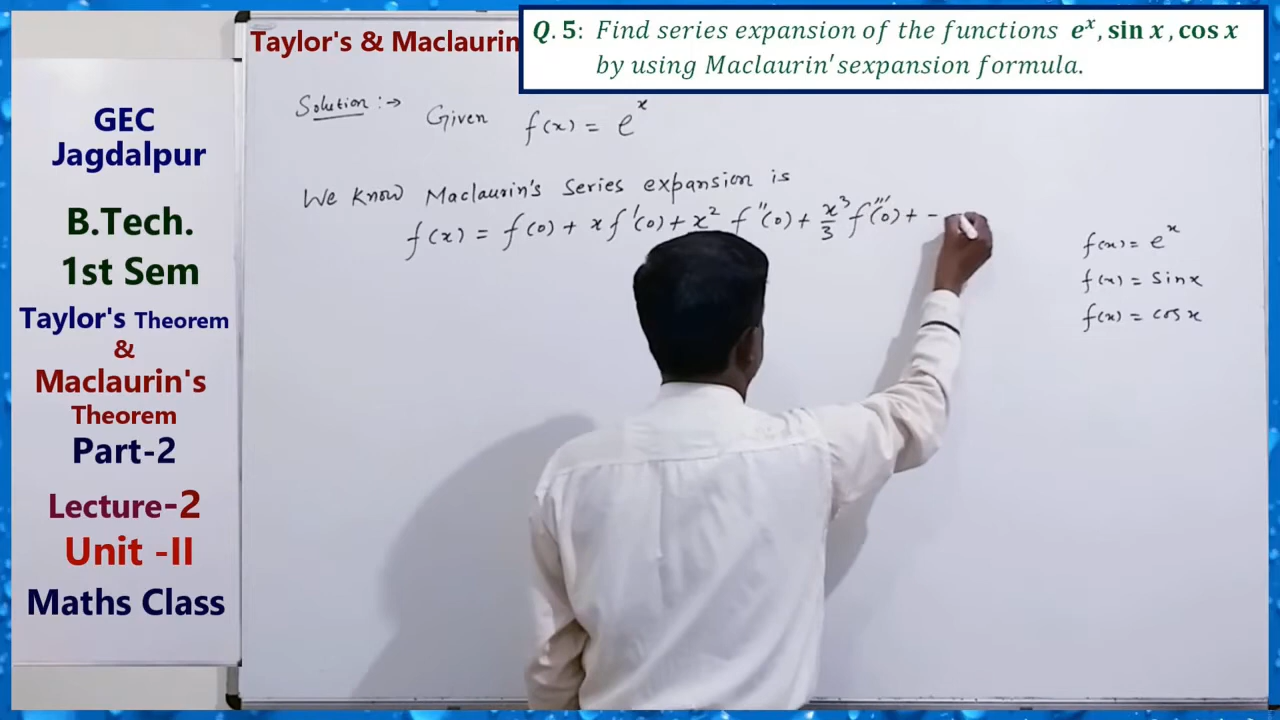 GEC
Jagdalpur
B.Tech.
1st Sem
Taylor's Theorem
&
Maclaurin's
Theorem
Part-2
Lecture-2
Unit -II
Maths Class
Taylor's & Maclaurin
Q. 5: Find series expansion of the functions eˣ, sin x, cos x
by using Maclaurin'sexpansion formula.
Solution :→ Given f(x) = eˣ
We know Maclaurin's series expansion is
f(x) = f(0) + x f'(0) + x² f''(0) + x³/3 f'''(0) + -
f(x) = eˣ
f(x) = sin x
f(x) = cos x